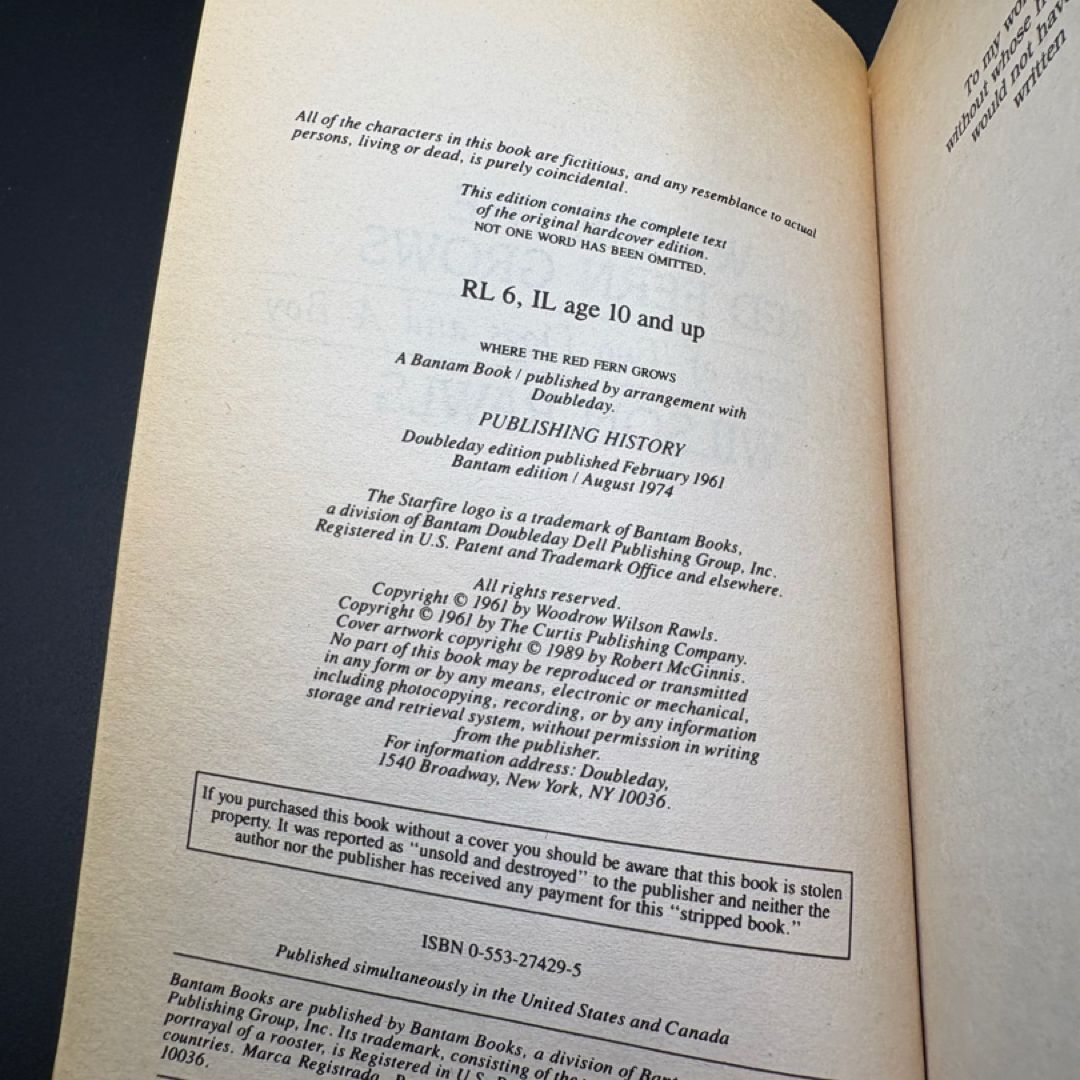 All of the characters in this book are fictitious, and any resemblance to actual
persons, living or dead, is purely coincidental.
This edition contains the complete text
of the original hardcover edition.
NOT ONE WORD HAS BEEN OMITTED.
RL 6, IL age 10 and up
WHERE THE RED FERN GROWS
A Bantam Book / published by arrangement with
Doubleday.
PUBLISHING HISTORY
Doubleday edition published February 1961
Bantam edition / August 1974
The Starfire logo is a trademark of Bantam Books,
a division of Bantam Doubleday Dell Publishing Group, Inc.
Registered in U.S. Patent and Trademark Office and elsewhere.
All rights reserved.
Copyright © 1961 by Woodrow Wilson Rawls.
Copyright © 1961 by The Curtis Publishing Company.
Cover artwork copyright © 1989 by Robert McGinnis.
No part of this book may be reproduced or transmitted
in any form or by any means, electronic or mechanical,
including photocopying, recording, or by any information
storage and retrieval system, without permission in writing
from the publisher.
For information address: Doubleday,
1540 Broadway, New York, NY 10036.
If you purchased this book without a cover you should be aware that this book is stolen
property. It was reported as "unsold and destroyed" to the publisher and neither the
author nor the publisher has received any payment for this "stripped book."
ISBN 0-553-27429-5
Published simultaneously in the United States and Canada
Bantam Books are published by Bantam Books, a division of
Publishing Group, Inc. Its trademark, consisting of the
portrayal of a rooster, is Registered in U.S.
countries. Marca Registrada.
10036.
To my
without whose
would not
written